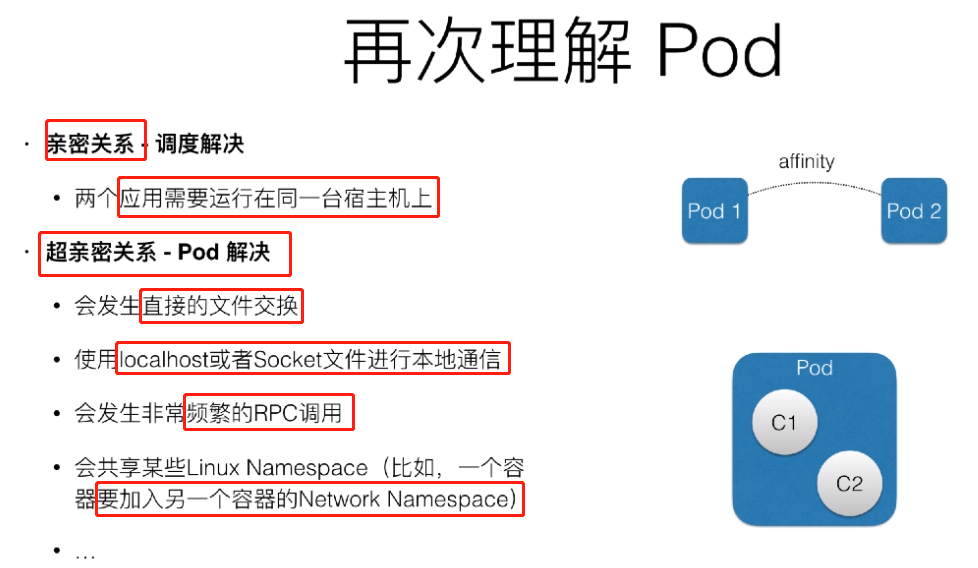 再次理解 Pod
· 亲密关系 - 调度解决
• 两个应用需要运行在同一台宿主机上
· 超亲密关系 - Pod 解决
• 会发生直接的文件交换
• 使用localhost或者Socket文件进行本地通信
• 会发生非常频繁的RPC调用
• 会共享某些Linux Namespace（比如，一个容
器要加入另一个容器的Network Namespace）
• …
affinity
Pod 1
Pod 2
Pod
C1
C2